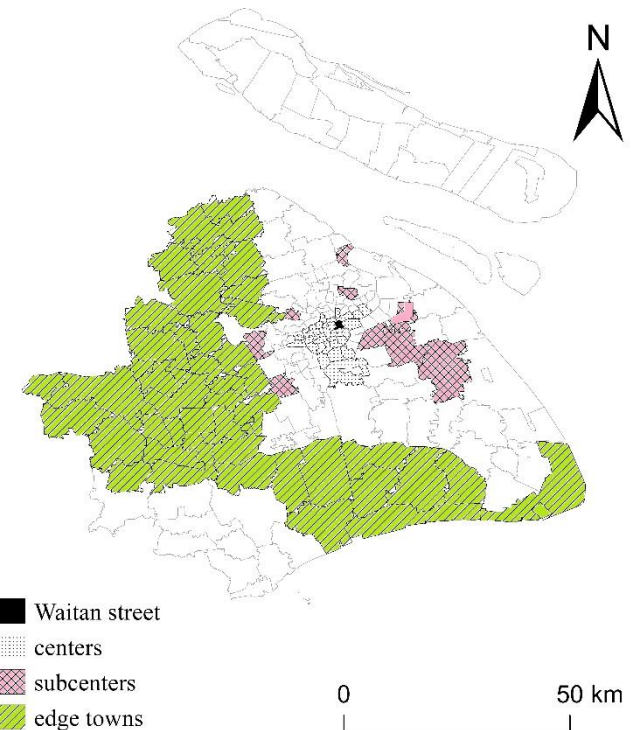 N
Waitan street
centers
subcenters
edge towns
0 50 km